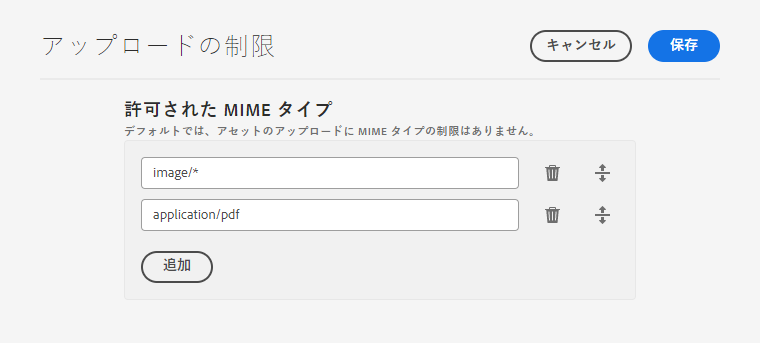 アップロードの制限
キャンセル
保存
許可された MIME タイプ
デフォルトでは、アセットのアップロードに MIME タイプの制限はありません。
image/*
application/pdf
追加